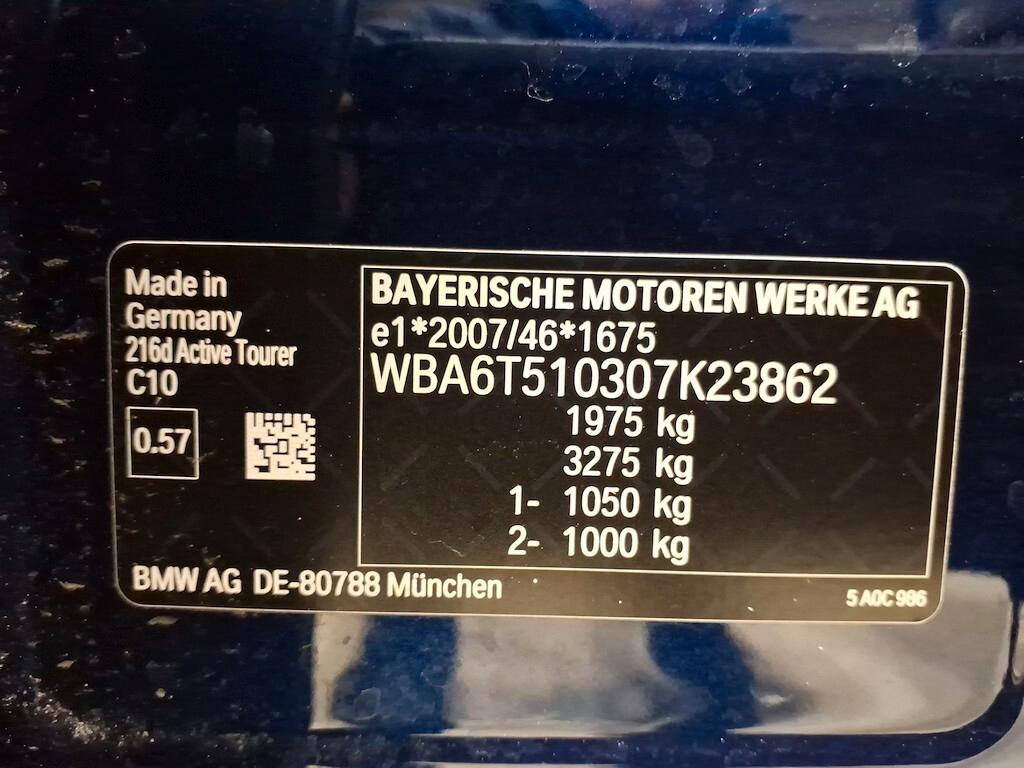 Made in
Germany
216d Active Tourer
C10
0.57
BAYERISCHE MOTOREN WERKE AG
e1*2007/46*1675
WBA6T510307K23862
1975 kg
3275 kg
1- 1050 kg
2- 1000 kg
BMW AG DE-80788 München
5 A0C 986